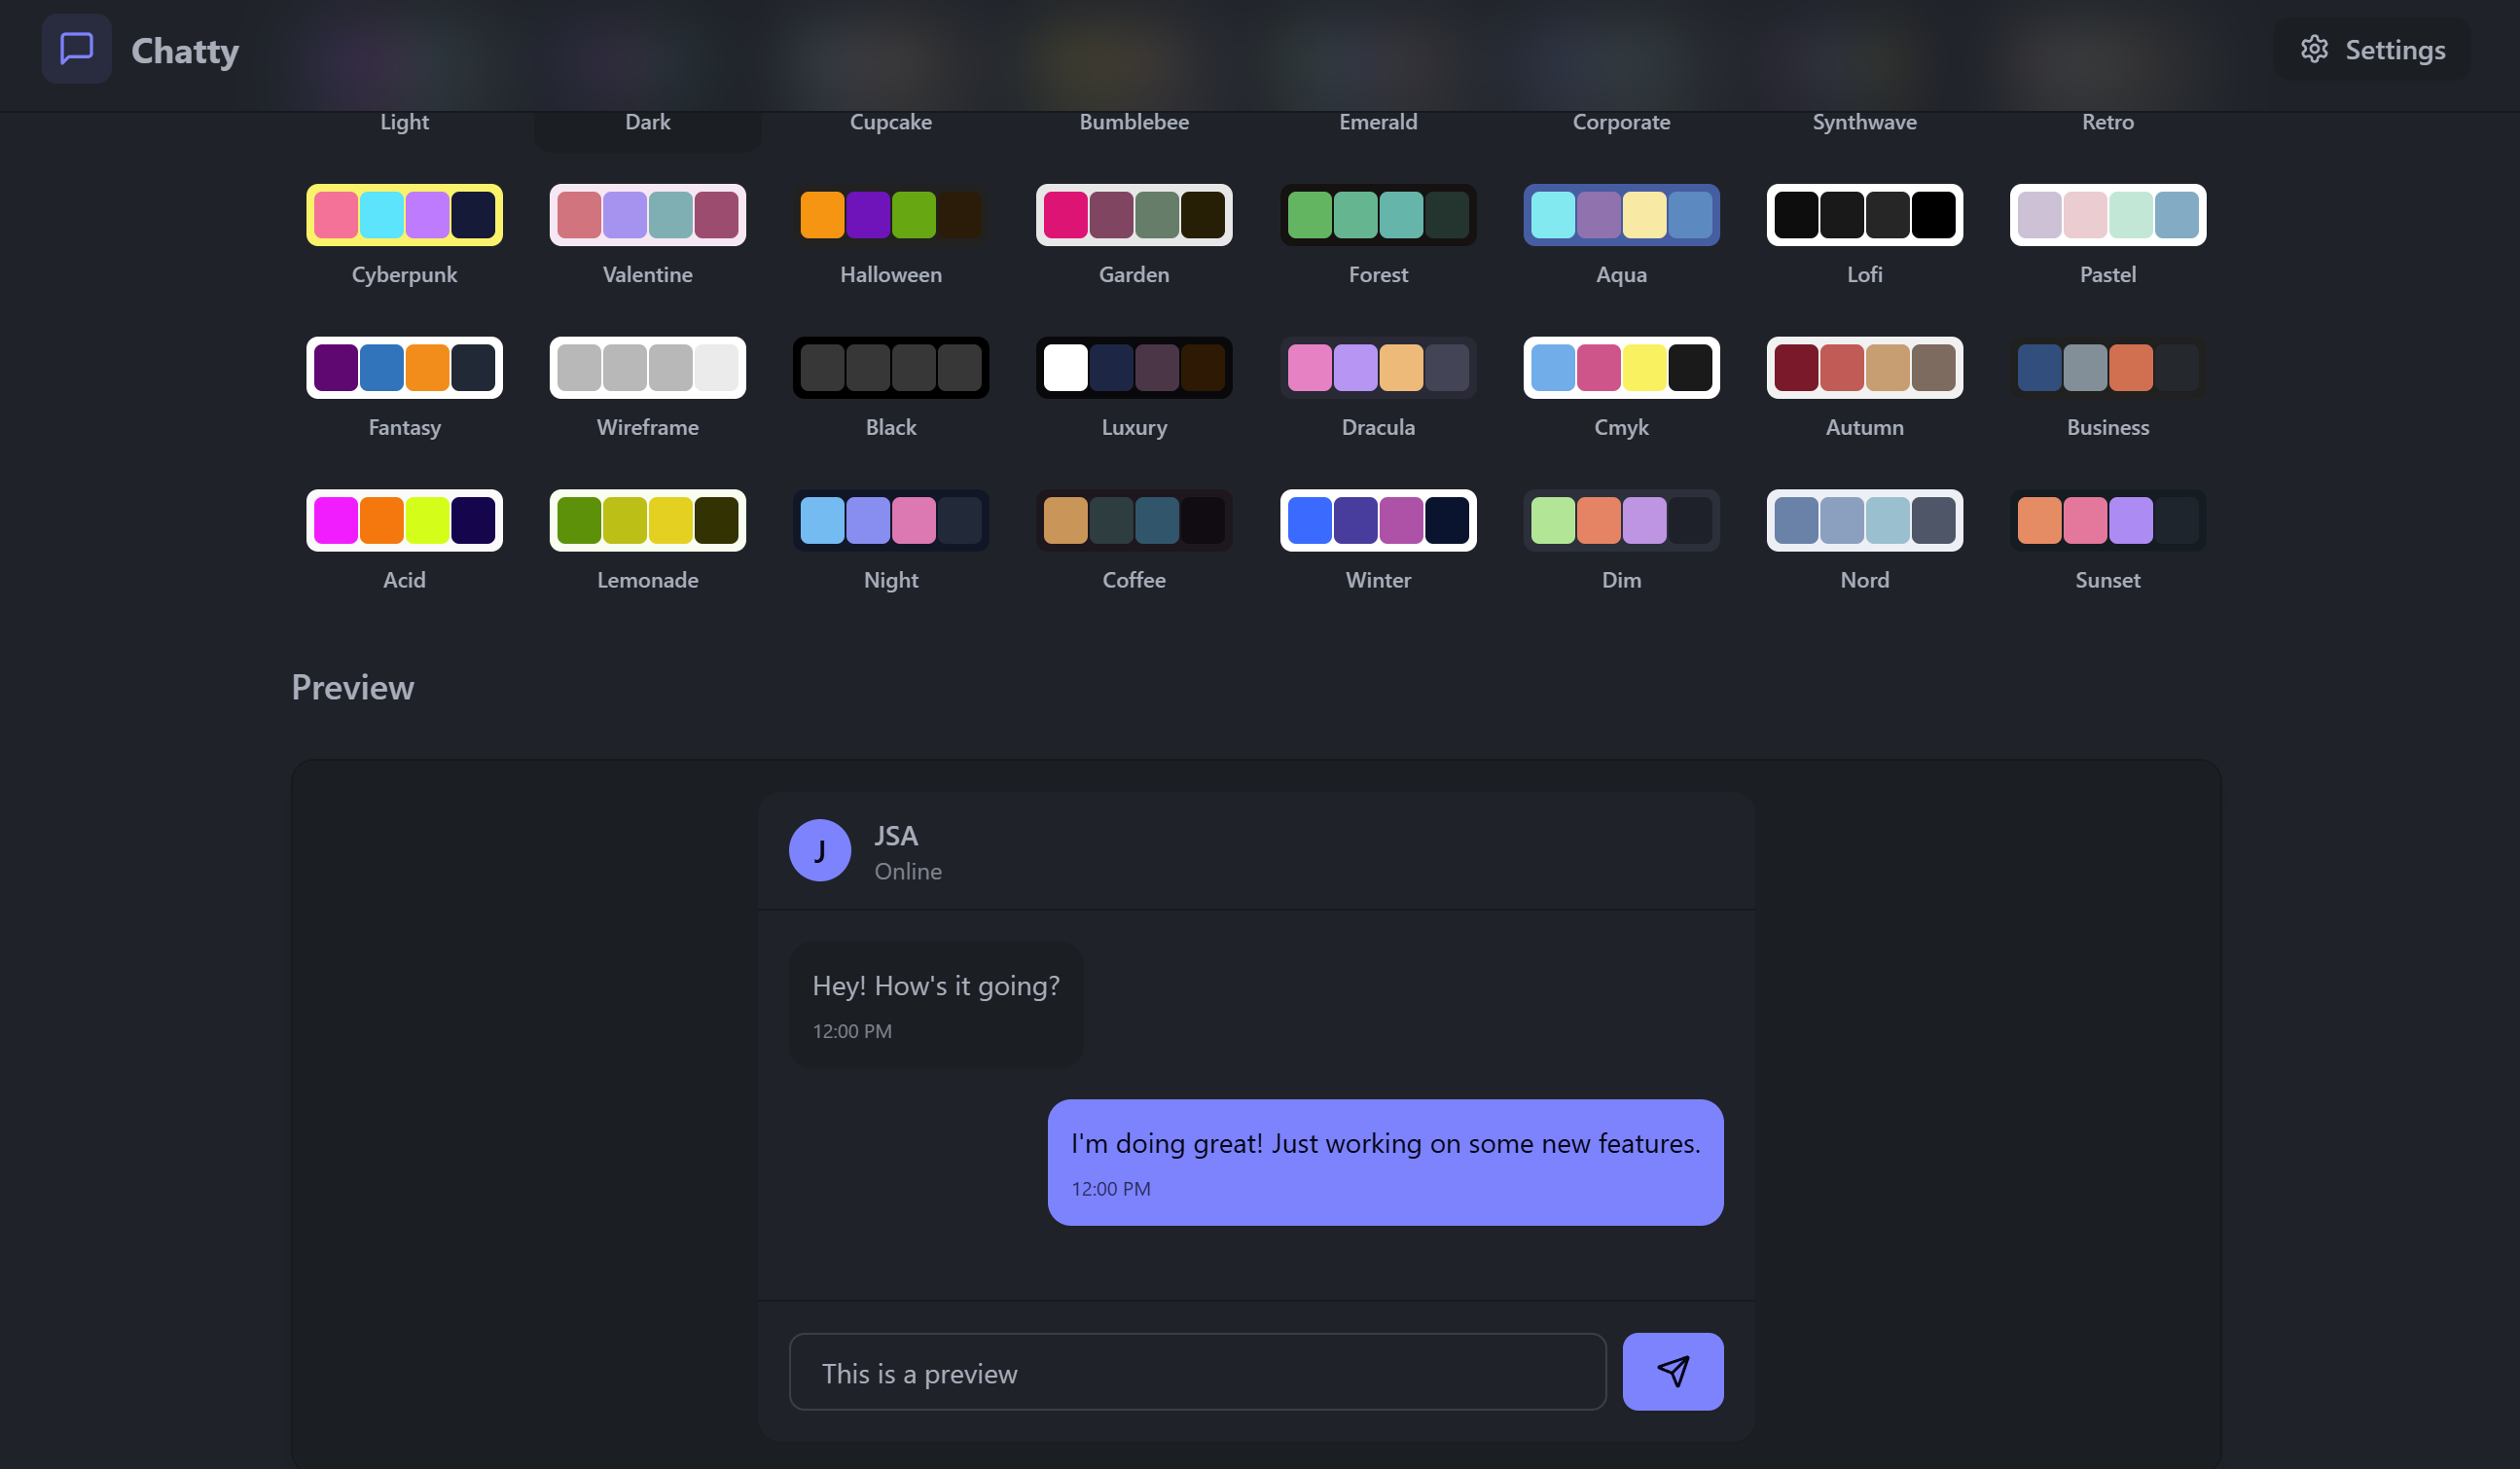 Chatty
Settings
Light Dark Cupcake Bumblebee Emerald Corporate Synthwave Retro
Cyberpunk Valentine Halloween Garden Forest Aqua Lofi Pastel
Fantasy Wireframe Black Luxury Dracula Cmyk Autumn Business
Acid Lemonade Night Coffee Winter Dim Nord Sunset
Preview
J
JSA
Online
Hey! How's it going?
12:00 PM
I'm doing great! Just working on some new features.
12:00 PM
This is a preview